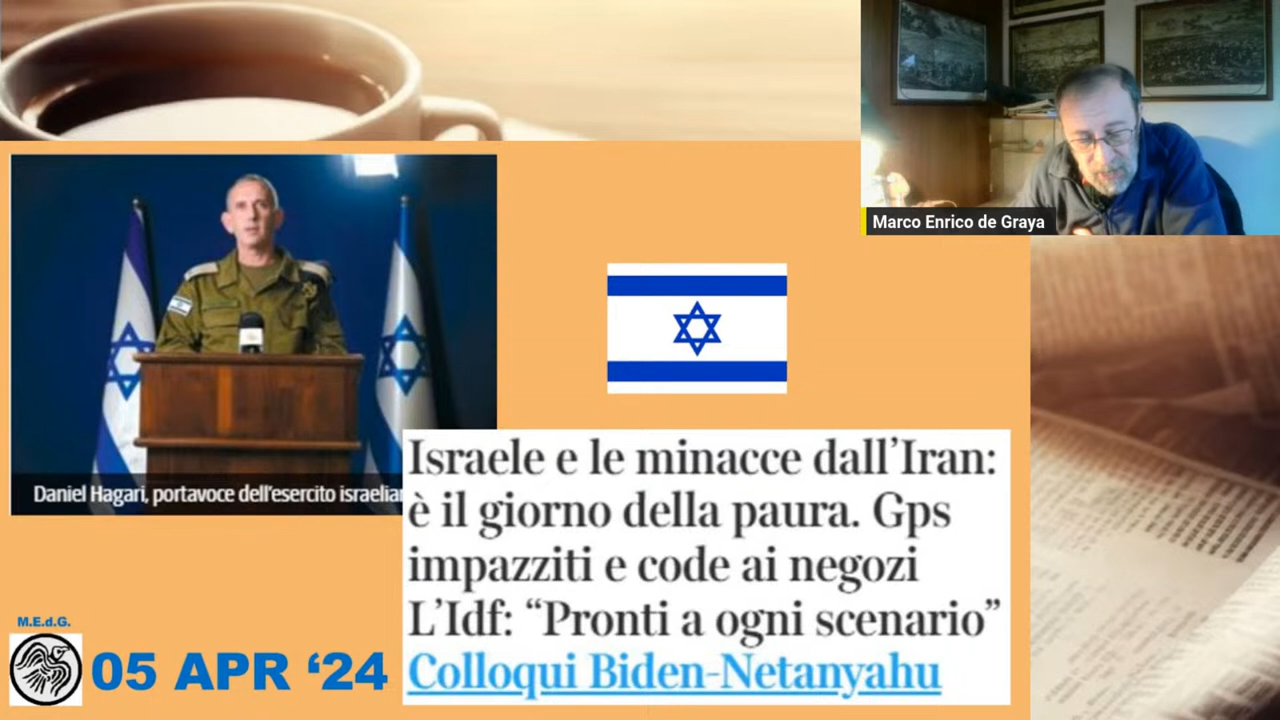 Marco Enrico de Graya
Daniel Hagari, portavoce dell'esercito israelian
Israele e le minacce dall'Iran:
è il giorno della paura. Gps
impazziti e code ai negozi
L'Idf: “Pronti a ogni scenario”
Colloqui Biden-Netanyahu
M.E.d.G.
05 APR ‘24